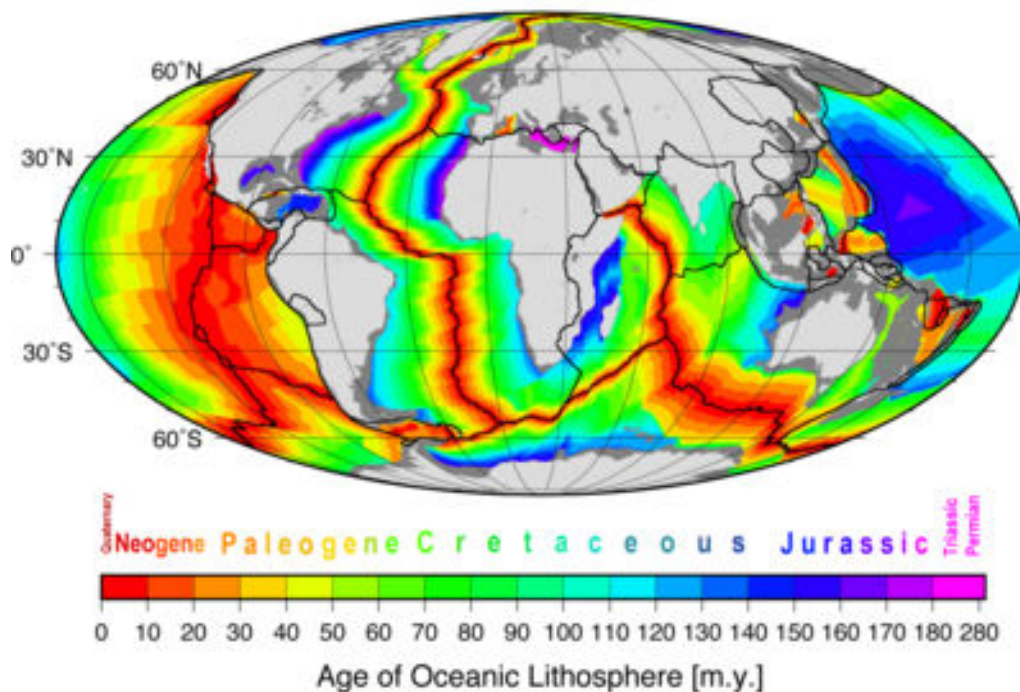 60°N
30°N
0°
30°S
60°S
Quaternary Neogene Paleogene Cretaceous Jurassic Triassic Permian
0 10 20 30 40 50 60 70 80 90 100 110 120 130 140 150 160 170 180 280
Age of Oceanic Lithosphere [m.y.]